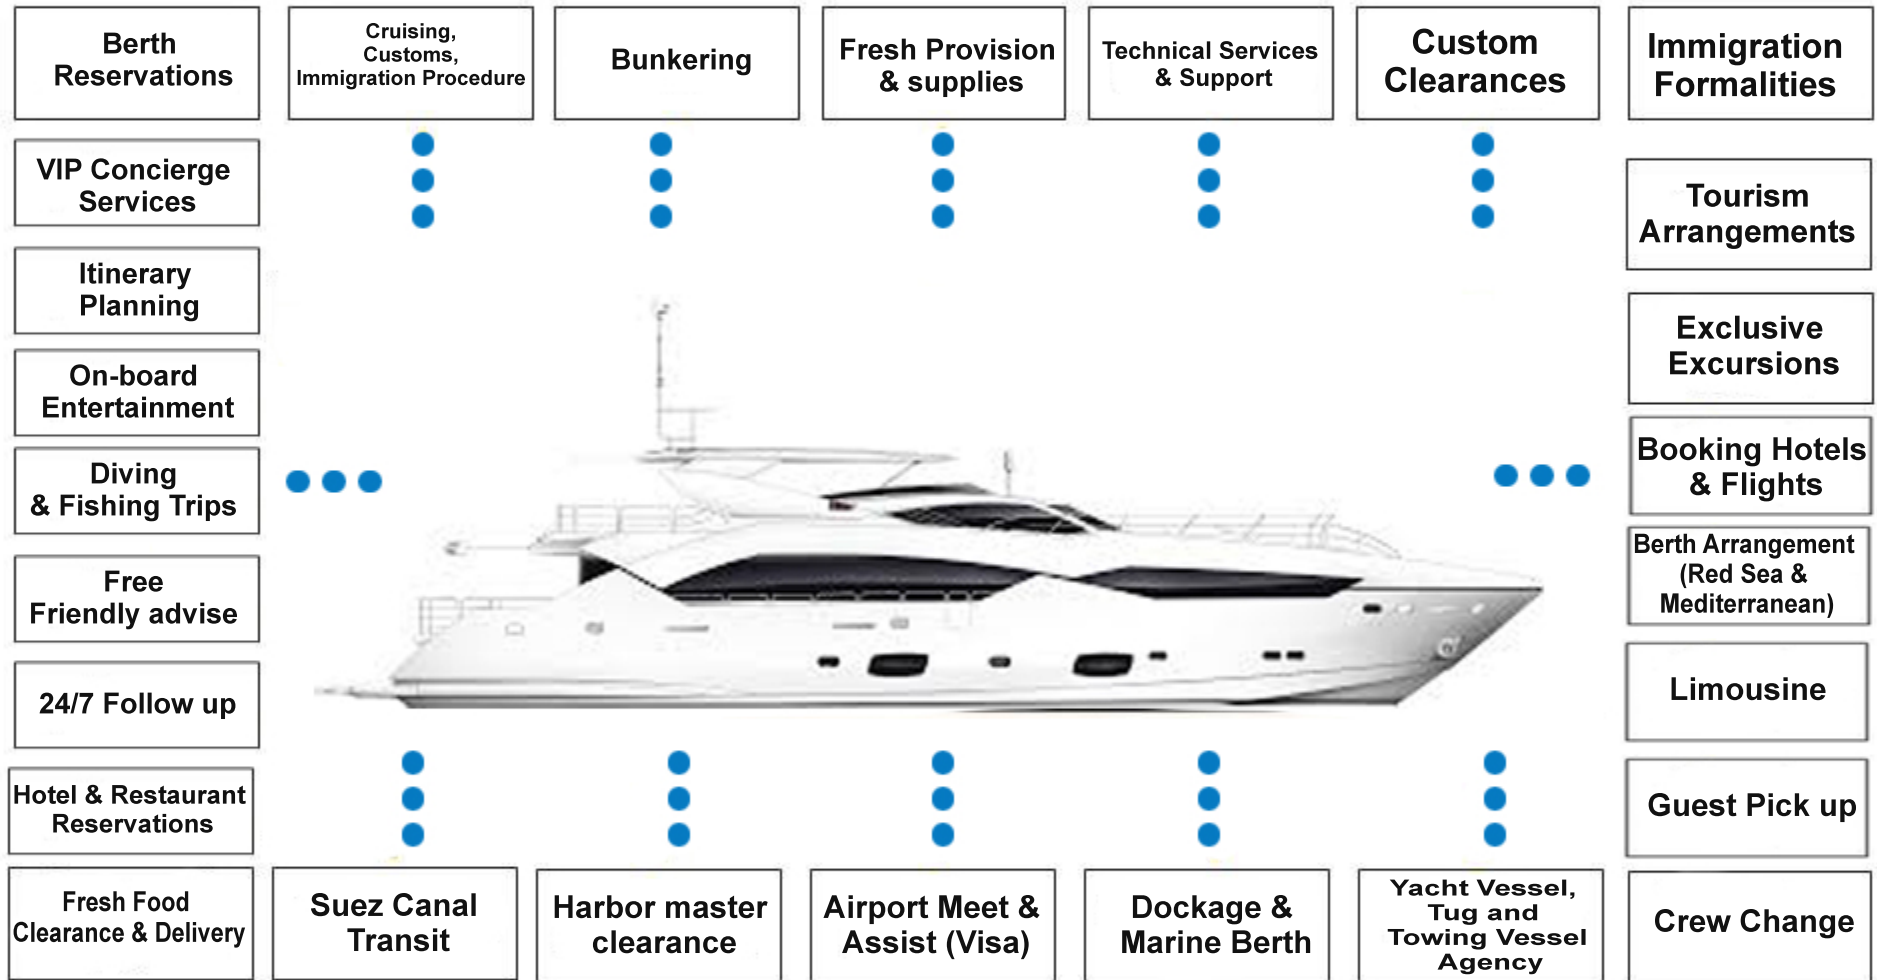 Berth
Reservations
Cruising,
Customs,
Immigration Procedure
Bunkering
Fresh Provision
& supplies
Technical Services
& Support
Custom
Clearances
Immigration
Formalities
VIP Concierge
Services
Itinerary
Planning
On-board
Entertainment
Diving
& Fishing Trips
Free
Friendly advise
24/7 Follow up
Hotel & Restaurant
Reservations
Fresh Food
Clearance & Delivery
Tourism
Arrangements
Exclusive
Excursions
Booking Hotels
& Flights
Berth Arrangement
(Red Sea &
Mediterranean)
Limousine
Guest Pick up
Suez Canal
Transit
Harbor master
clearance
Airport Meet &
Assist (Visa)
Dockage &
Marine Berth
Yacht Vessel,
Tug and
Towing Vessel
Agency
Crew Change